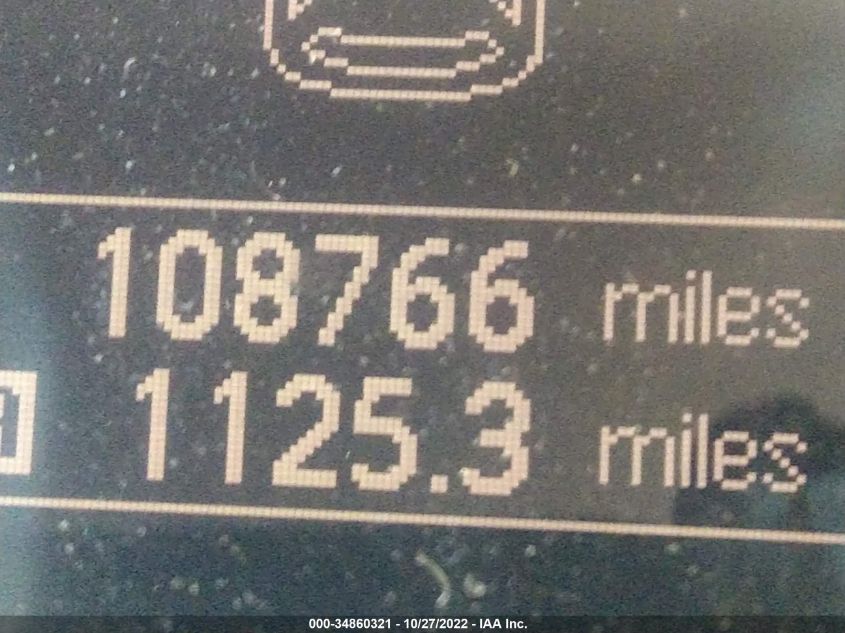 108766 miles
1125.3 miles
000-34860321 - 10/27/2022 - IAA Inc.